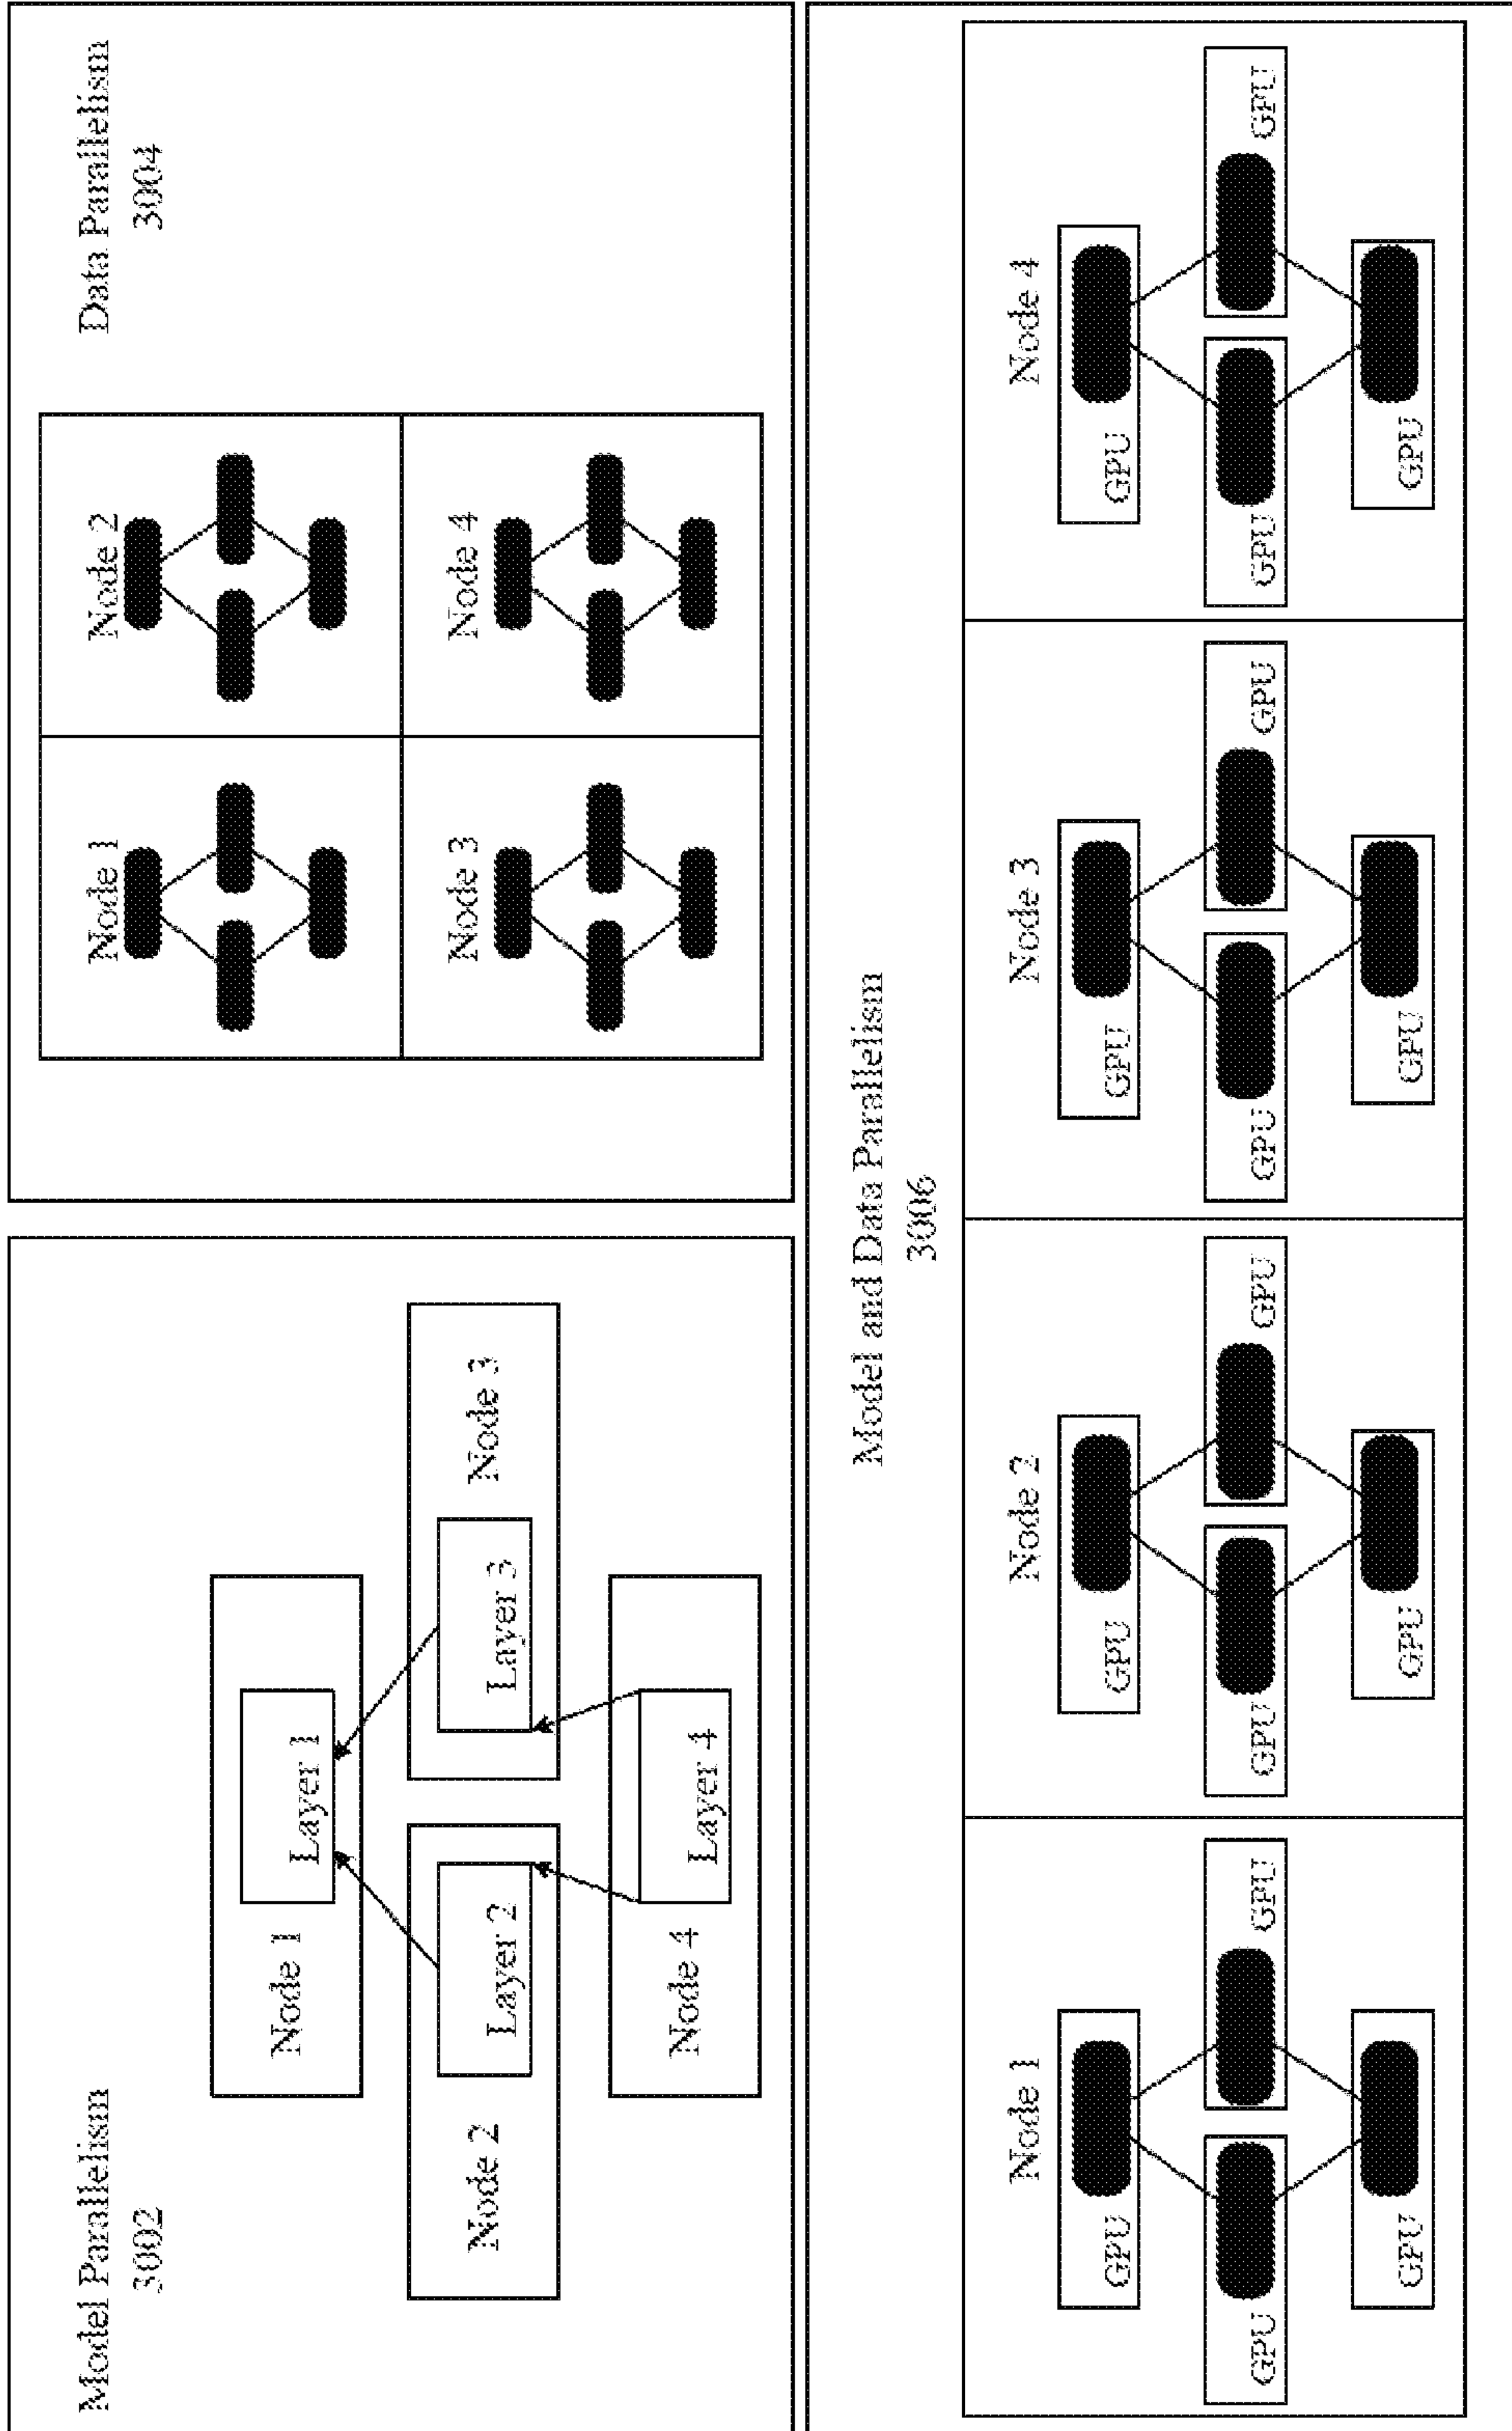 Model Parallelism
3002
Node 1
Layer 1
Node 2
Layer 2
Layer 3
Node 3
Node 4
Layer 4
Data Parallelism
3004
Node 1
Node 2
Node 3
Node 4
Model and Data Parallelism
3006
Node 1
GPU
GPU
GPU
GPU
Node 2
GPU
GPU
GPU
GPU
Node 3
GPU
GPU
GPU
GPU
Node 4
GPU
GPU
GPU
GPU